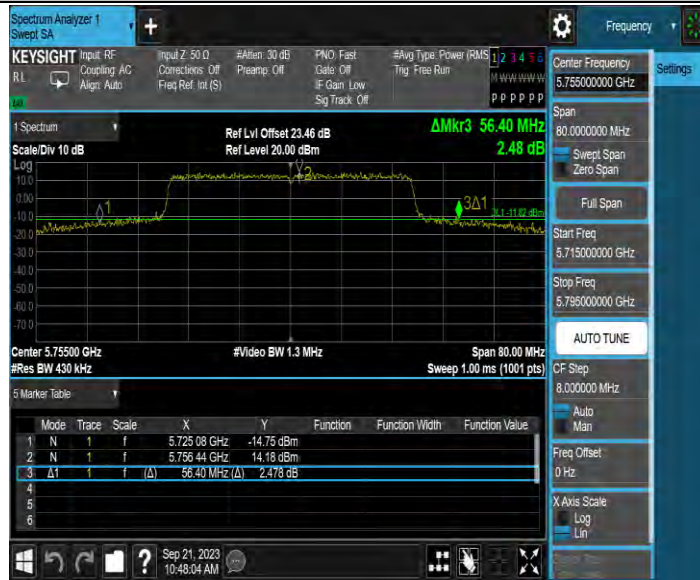 Spectrum Analyzer 1
Swept SA
+
Frequency
KEYSIGHT Input: RF Input Z: 50 Ω #Atten: 30 dB PNO: Fast #Avg Type: Power (RMS 1 2 3 4 5 6
RL Coupling: AC Corrections: Off Preamp: Off Gate: Off Trig: Free Run M W W W W W
Align: Auto Freq Ref: Int (S) IF Gain: Low
Sig Track: Off P P P P P P
Center Frequency
5.755000000 GHz
Settings
Span
80.0000000 MHz
Swept Span
Zero Span
Full Span
Start Freq
5.715000000 GHz
Stop Freq
5.795000000 GHz
AUTO TUNE
CF Step
8.000000 MHz
Auto
Man
Freq Offset
0 Hz
X Axis Scale
Log
Lin
1 Spectrum
Scale/Div 10 dB
Ref Lvl Offset 23.46 dB
Ref Level 20.00 dBm
ΔMkr3 56.40 MHz
2.48 dB
Log
10.0
0.00
-10.0
-20.0
-30.0
-40.0
-50.0
-60.0
-70.0
1
2
3Δ1
DL1 -11.82 dBm
Center 5.75500 GHz #Video BW 1.3 MHz Span 80.00 MHz
#Res BW 430 kHz Sweep 1.00 ms (1001 pts)
5 Marker Table
Mode Trace Scale X Y Function Function Width Function Value
1 N 1 f 5.725 08 GHz -14.75 dBm
2 N 1 f 5.756 44 GHz 14.18 dBm
3 Δ1 1 f (Δ) 56.40 MHz (Δ) 2.478 dB
4
5
6
?
Sep 21, 2023
10:48:04 AM